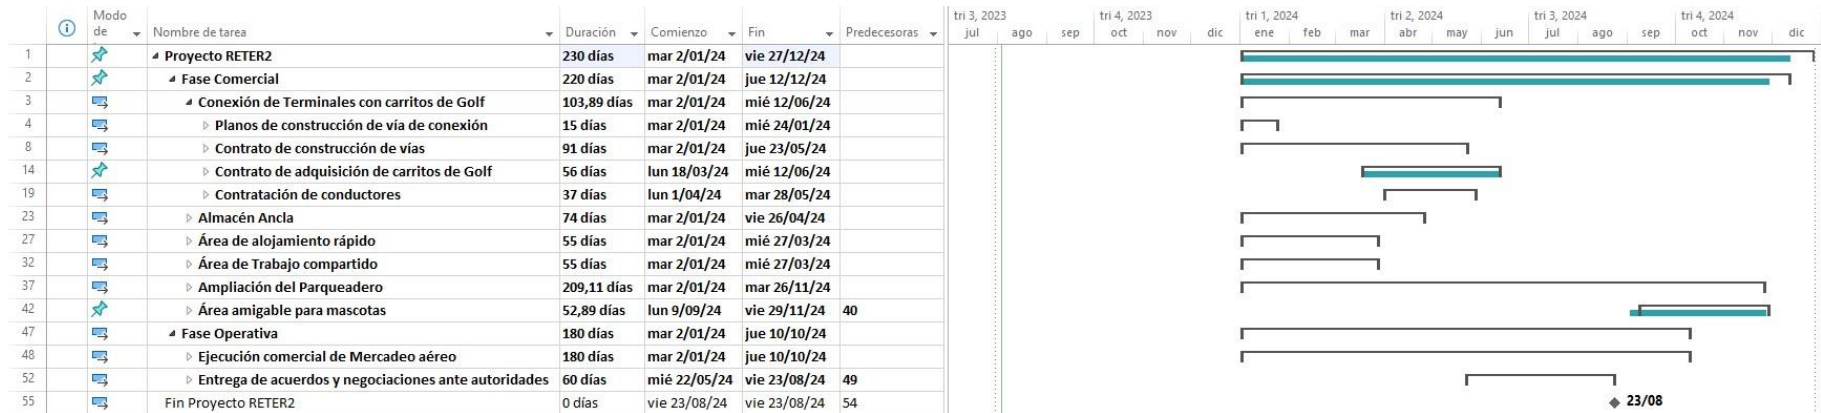 Modo de Nombre de tarea Duración Comienzo Fin Predecesoras
tri 3, 2023 tri 4, 2023 tri 1, 2024 tri 2, 2024 tri 3, 2024 tri 4, 2024
jul ago sep oct nov dic ene feb mar abr may jun jul ago sep oct nov dic
1 Proyecto RETER2 230 días mar 2/01/24 vie 27/12/24
2 Fase Comercial 220 días mar 2/01/24 jue 12/12/24
3 Conexión de Terminales con carritos de Golf 103,89 días mar 2/01/24 mié 12/06/24
4 Planos de construcción de vía de conexión 15 días mar 2/01/24 mié 24/01/24
8 Contrato de construcción de vías 91 días mar 2/01/24 jue 23/05/24
14 Contrato de adquisición de carritos de Golf 56 días lun 18/03/24 mié 12/06/24
19 Contratación de conductores 37 días lun 1/04/24 mar 28/05/24
23 Almacén Ancla 74 días mar 2/01/24 vie 26/04/24
27 Área de alojamiento rápido 55 días mar 2/01/24 mié 27/03/24
32 Área de Trabajo compartido 55 días mar 2/01/24 mié 27/03/24
37 Ampliación del Parqueadero 209,11 días mar 2/01/24 mar 26/11/24
42 Área amigable para mascotas 52,89 días lun 9/09/24 vie 29/11/24 40
47 Fase Operativa 180 días mar 2/01/24 jue 10/10/24
48 Ejecución comercial de Mercadeo aéreo 180 días mar 2/01/24 jue 10/10/24
52 Entrega de acuerdos y negociaciones ante autoridades 60 días mié 22/05/24 vie 23/08/24 49
55 Fin Proyecto RETER2 0 días vie 23/08/24 vie 23/08/24 54 23/08